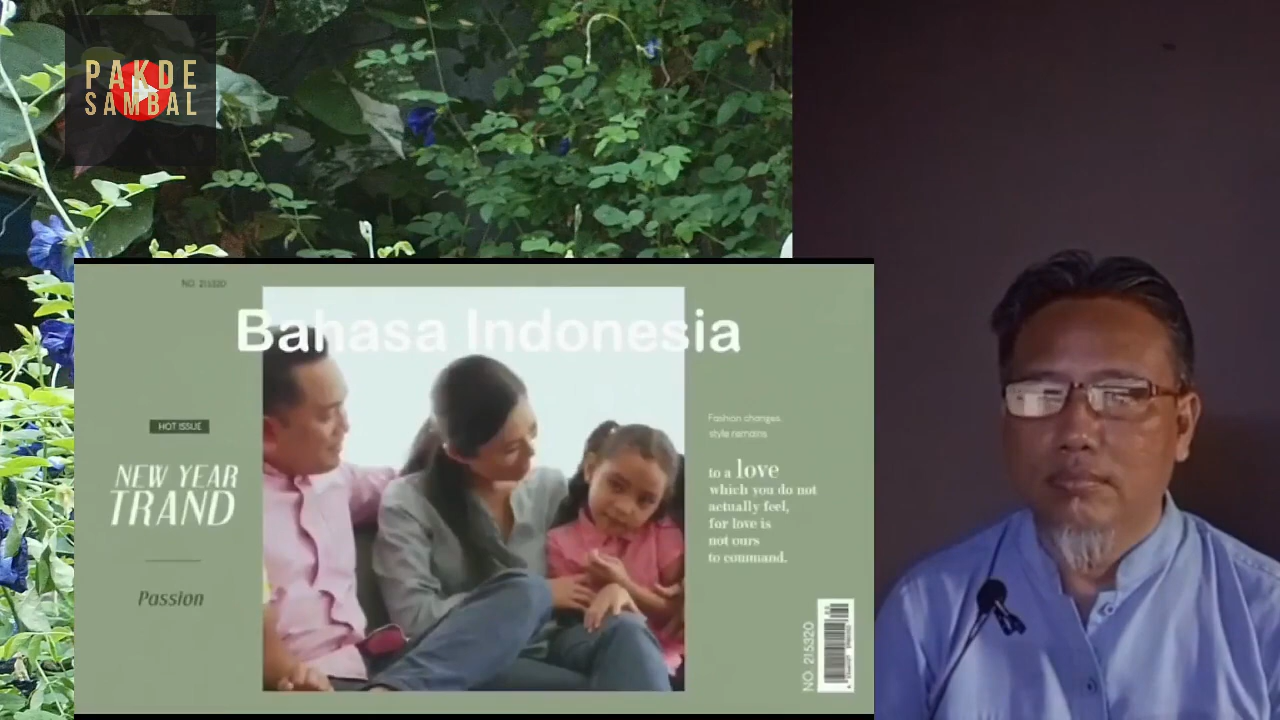 PAKDE
SAMBAL
NO. 215320
Bahasa Indonesia
HOT ISSUE
NEW YEAR
TRAND
Passion
Fashion changes,
style remains
to a love
which you do not
actually feel,
for love is
not ours
to command.
NO. 215320